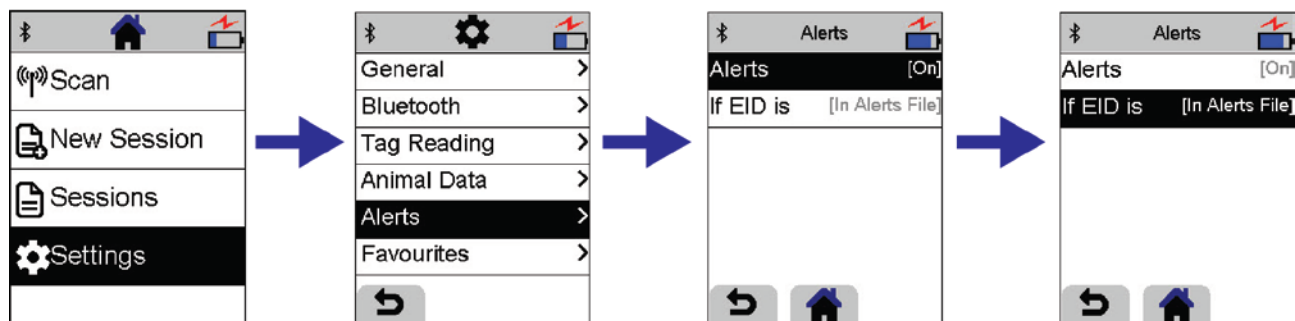 Scan
New Session
Sessions
Settings
General
Bluetooth
Tag Reading
Animal Data
Alerts
Favourites
Alerts
Alerts [On]
If EID is [In Alerts File]
Alerts
Alerts [On]
If EID is [In Alerts File]